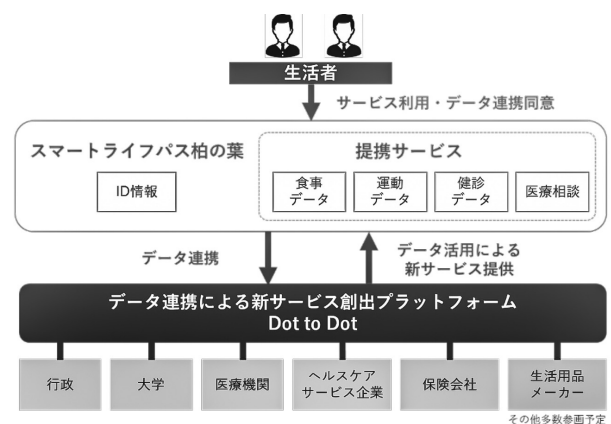 生活者
サービス利用・データ連携同意
スマートライフパス柏の葉
ID情報
提携サービス
食事
データ
運動
データ
健診
データ
医療相談
データ連携
データ活用による
新サービス提供
データ連携による新サービス創出プラットフォーム
Dot to Dot
行政
大学
医療機関
ヘルスケア
サービス企業
保険会社
生活用品
メーカー
その他多数参画予定